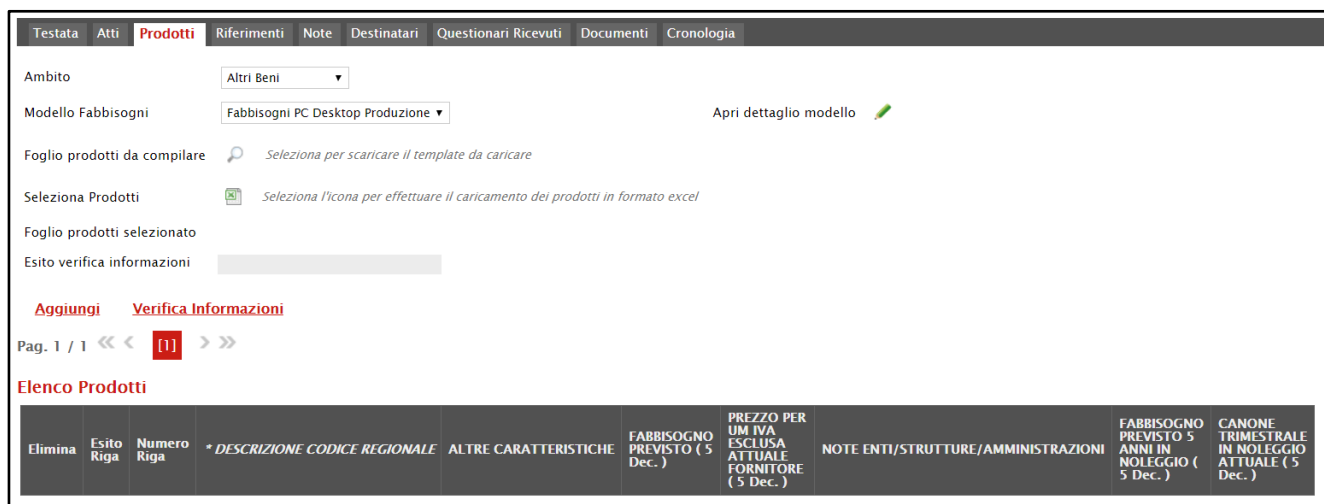 Testata Atti Prodotti Riferimenti Note Destinatari Questionari Ricevuti Documenti Cronologia
Ambito Altri Beni
Modello Fabbisogni Fabbisogni PC Desktop Produzione Apri dettaglio modello
Foglio prodotti da compilare Seleziona per scaricare il template da caricare
Seleziona Prodotti Seleziona l'icona per effettuare il caricamento dei prodotti in formato excel
Foglio prodotti selezionato
Esito verifica informazioni
Aggiungi Verifica Informazioni
Pag. 1 / 1 [1]
Elenco Prodotti
Elimina
Esito
Riga
Numero
Riga
* DESCRIZIONE CODICE REGIONALE
ALTRE CARATTERISTICHE
FABBISOGNO
PREVISTO ( 5
Dec. )
PREZZO PER
UM IVA
ESCLUSA
ATTUALE
FORNITORE
( 5 Dec. )
NOTE ENTI/STRUTTURE/AMMINISTRAZIONI
FABBISOGNO
PREVISTO 5
ANNI IN
NOLEGGIO (
5 Dec. )
CANONE
TRIMESTRALE
IN NOLEGGIO
ATTUALE ( 5
Dec. )